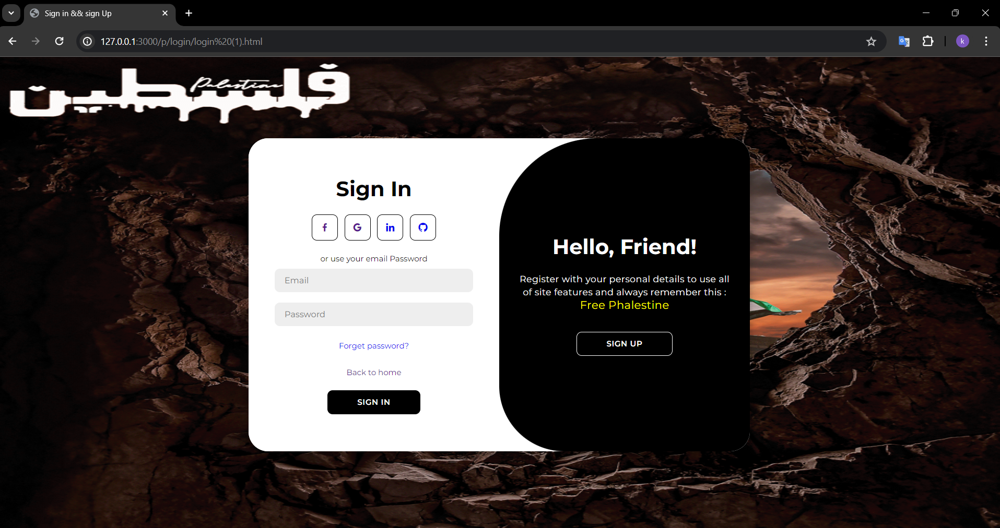 Sign in && sign Up
127.0.0.1:3000/p/login/login%20(1).html
k
فلسطين
Palestine
Sign In
or use your email Password
Email
Password
Forget password?
Back to home
SIGN IN
Hello, Friend!
Register with your personal details to use all
of site features and always remember this :
Free Phalestine
SIGN UP